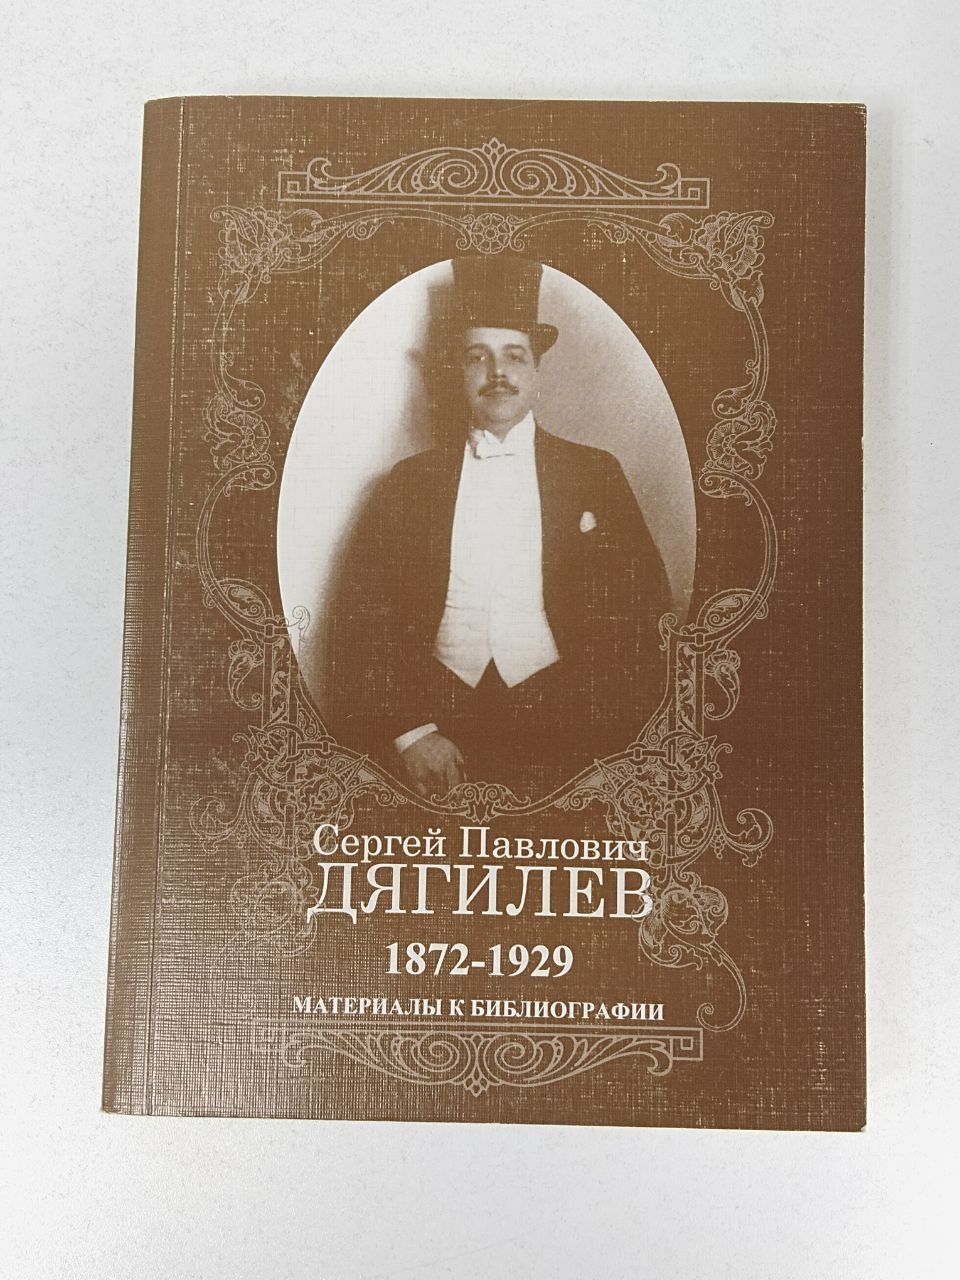 Сергей Павлович
ДЯГИЛЕВ
1872-1929
МАТЕРИАЛЫ К БИБЛИОГРАФИИ